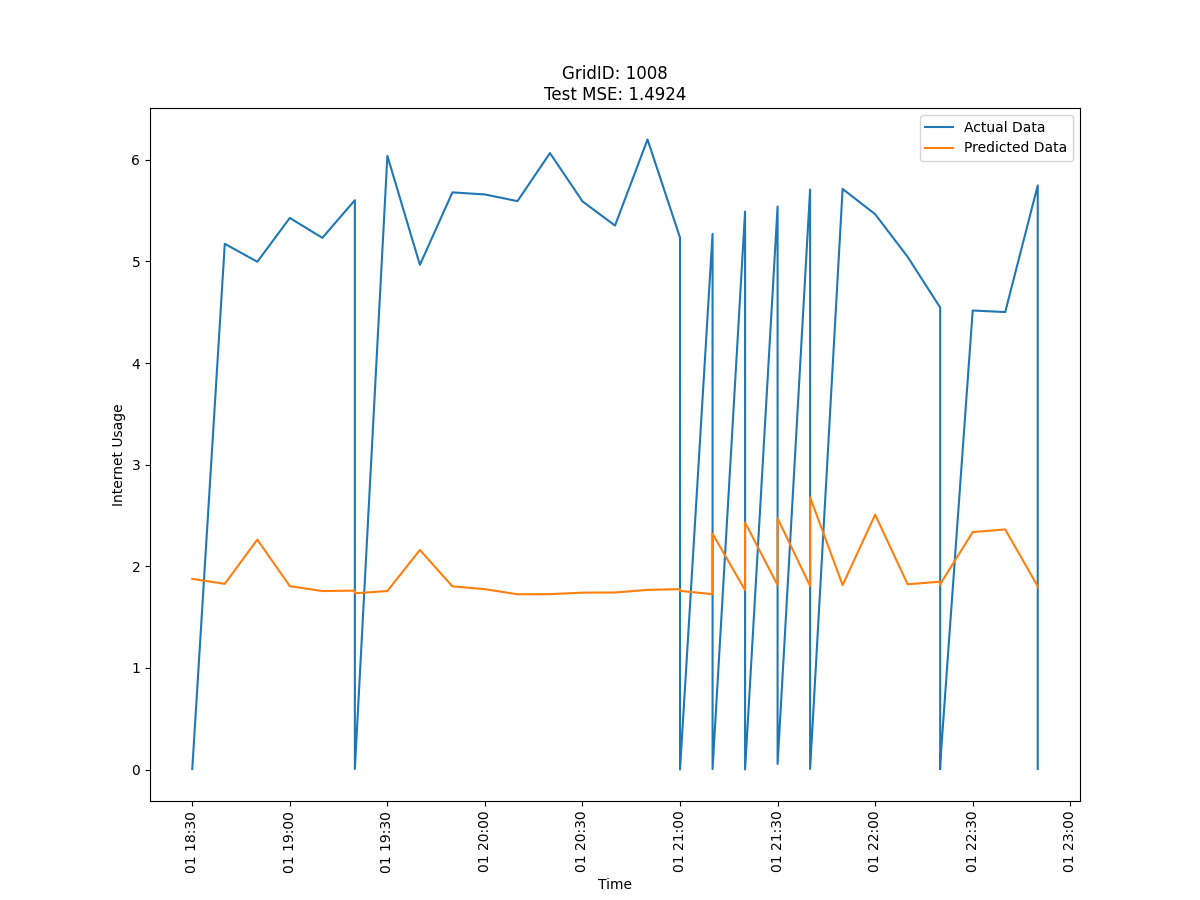 GridID: 1008
Test MSE: 1.4924
Actual Data
Predicted Data
6
5
4
3
2
1
0
Internet Usage
01 18:30
01 19:00
01 19:30
01 20:00
01 20:30
01 21:00
01 21:30
01 22:00
01 22:30
01 23:00
Time